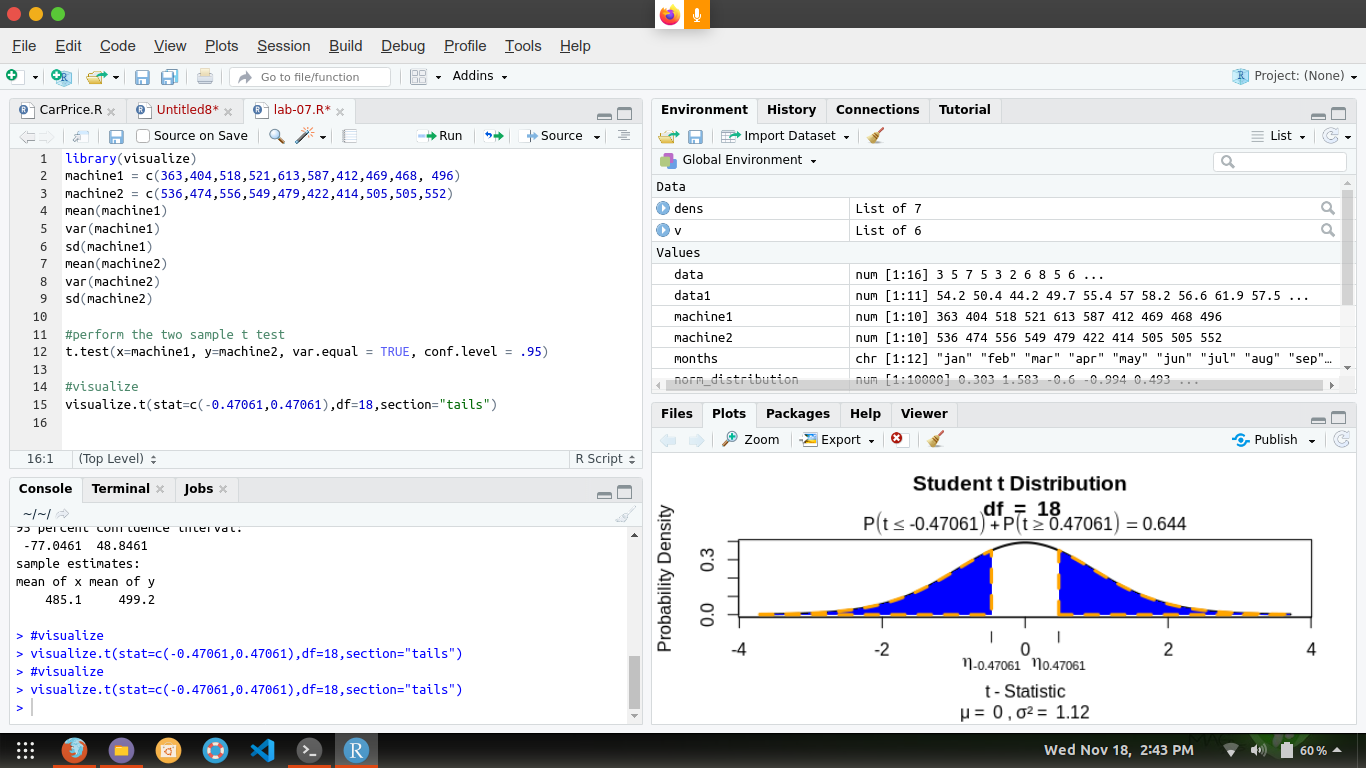 File Edit Code View Plots Session Build Debug Profile Tools Help
Go to file/function Addins Project: (None)
CarPrice.R Untitled8* lab-07.R*
Source on Save Run Source
1 library(visualize)
2 machine1 = c(363,404,518,521,613,587,412,469,468, 496)
3 machine2 = c(536,474,556,549,479,422,414,505,505,552)
4 mean(machine1)
5 var(machine1)
6 sd(machine1)
7 mean(machine2)
8 var(machine2)
9 sd(machine2)
10
11 #perform the two sample t test
12 t.test(x=machine1, y=machine2, var.equal = TRUE, conf.level = .95)
13
14 #visualize
15 visualize.t(stat=c(-0.47061,0.47061),df=18,section="tails")
16
16:1 (Top Level) R Script
Console Terminal Jobs
~/~/
95 percent confidence interval:
-77.0461 48.8461
sample estimates:
mean of x mean of y
485.1 499.2
> #visualize
> visualize.t(stat=c(-0.47061,0.47061),df=18,section="tails")
> #visualize
> visualize.t(stat=c(-0.47061,0.47061),df=18,section="tails")
>
Environment History Connections Tutorial
Import Dataset List
Global Environment
Data
dens List of 7
v List of 6
Values
data num [1:16] 3 5 7 5 3 2 6 8 5 6 ...
data1 num [1:11] 54.2 50.4 44.2 49.7 55.4 57 58.2 56.6 61.9 57.5 ...
machine1 num [1:10] 363 404 518 521 613 587 412 469 468 496
machine2 num [1:10] 536 474 556 549 479 422 414 505 505 552
months chr [1:12] "jan" "feb" "mar" "apr" "may" "jun" "jul" "aug" "sep"…
norm_distribution num [1:10000] 0.303 1.583 -0.6 -0.994 0.493 ...
Files Plots Packages Help Viewer
Zoom Export Publish
Student t Distribution
df = 18
P(t ≤ -0.47061) + P(t ≥ 0.47061) = 0.644
Probability Density
0.3
0.0
-4 -2 0 2 4
η-0.47061 η0.47061
t - Statistic
μ = 0 , σ² = 1.12
Wed Nov 18, 2:43 PM 60 %